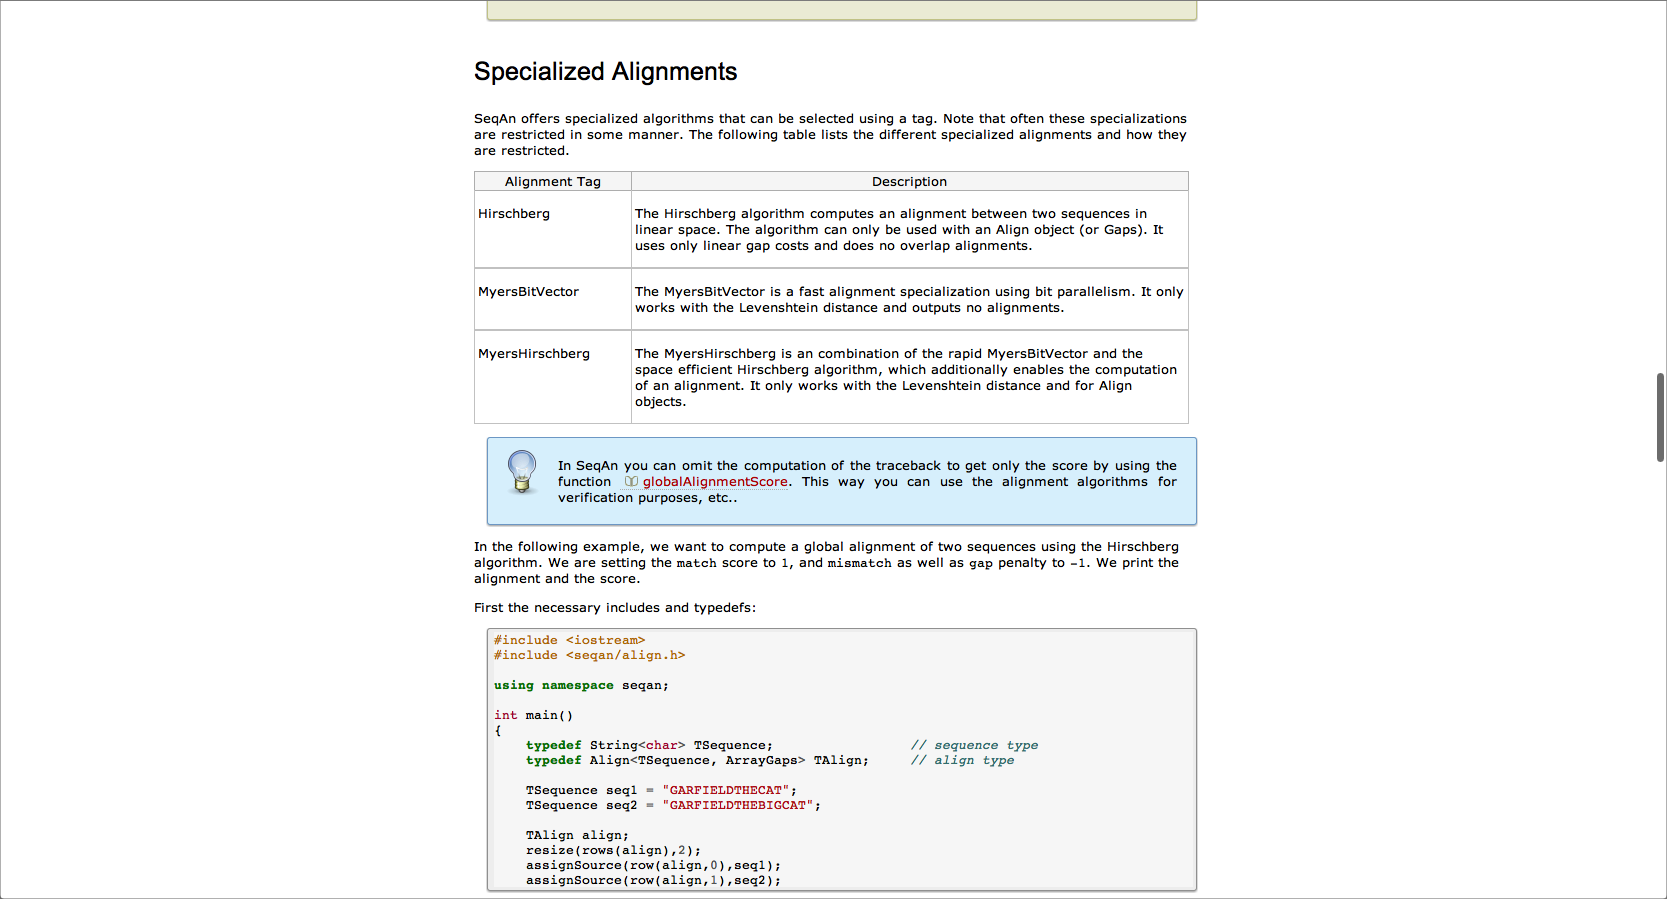 Specialized Alignments
SeqAn offers specialized algorithms that can be selected using a tag. Note that often these specializations
are restricted in some manner. The following table lists the different specialized alignments and how they
are restricted.
Alignment Tag Description
Hirschberg The Hirschberg algorithm computes an alignment between two sequences in
linear space. The algorithm can only be used with an Align object (or Gaps). It
uses only linear gap costs and does no overlap alignments.
MyersBitVector The MyersBitVector is a fast alignment specialization using bit parallelism. It only
works with the Levenshtein distance and outputs no alignments.
MyersHirschberg The MyersHirschberg is an combination of the rapid MyersBitVector and the
space efficient Hirschberg algorithm, which additionally enables the computation
of an alignment. It only works with the Levenshtein distance and for Align
objects.
In SeqAn you can omit the computation of the traceback to get only the score by using the
function globalAlignmentScore. This way you can use the alignment algorithms for
verification purposes, etc..
In the following example, we want to compute a global alignment of two sequences using the Hirschberg
algorithm. We are setting the match score to 1, and mismatch as well as gap penalty to -1. We print the
alignment and the score.
First the necessary includes and typedefs:
#include <iostream>
#include <seqan/align.h>
using namespace seqan;
int main()
{
typedef String<char> TSequence; // sequence type
typedef Align<TSequence, ArrayGaps> TAlign; // align type
TSequence seq1 = "GARFIELDTHECAT";
TSequence seq2 = "GARFIELDTHEBIGCAT";
TAlign align;
resize(rows(align),2);
assignSource(row(align,0),seq1);
assignSource(row(align,1),seq2);